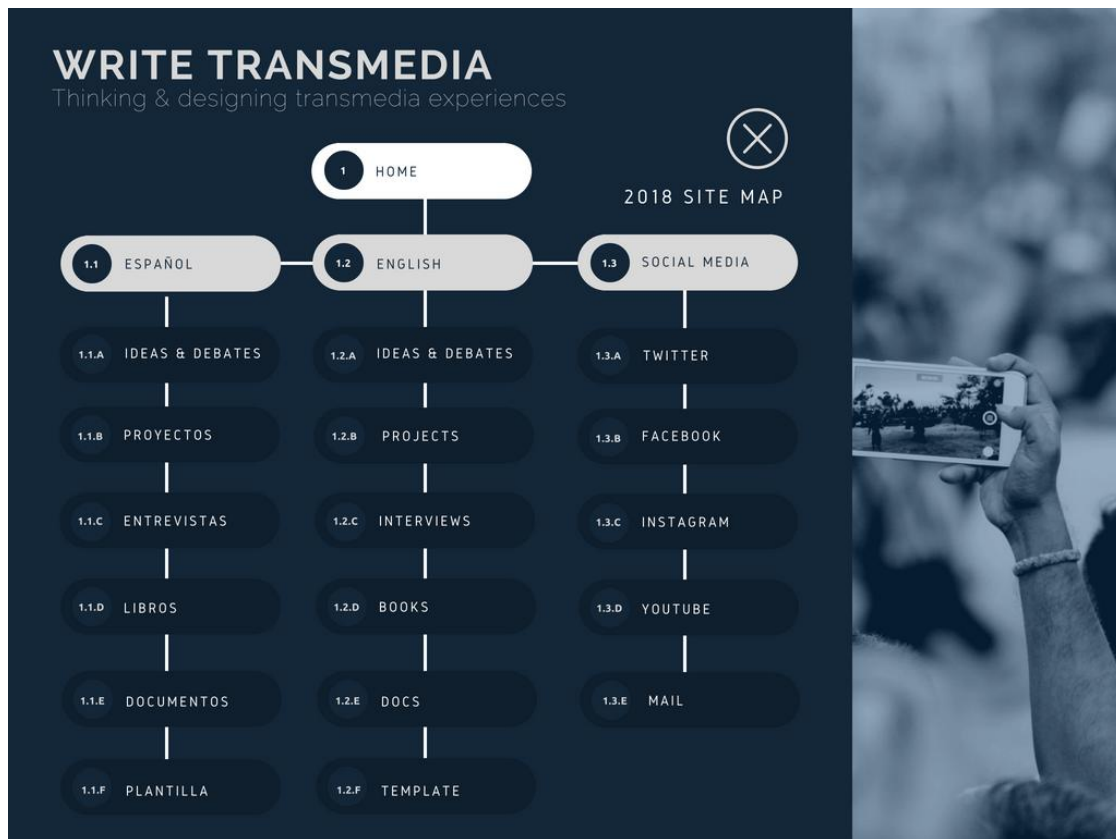 WRITE TRANSMEDIA
Thinking & designing transmedia experiences
2018 SITE MAP
1 HOME
1.1 ESPAÑOL
1.2 ENGLISH
1.3 SOCIAL MEDIA
1.1.A IDEAS & DEBATES
1.2.A IDEAS & DEBATES
1.3.A TWITTER
1.1.B PROYECTOS
1.2.B PROJECTS
1.3.B FACEBOOK
1.1.C ENTREVISTAS
1.2.C INTERVIEWS
1.3.C INSTAGRAM
1.1.D LIBROS
1.2.D BOOKS
1.3.D YOUTUBE
1.1.E DOCUMENTOS
1.2.E DOCS
1.3.E MAIL
1.1.F PLANTILLA
1.2.F TEMPLATE